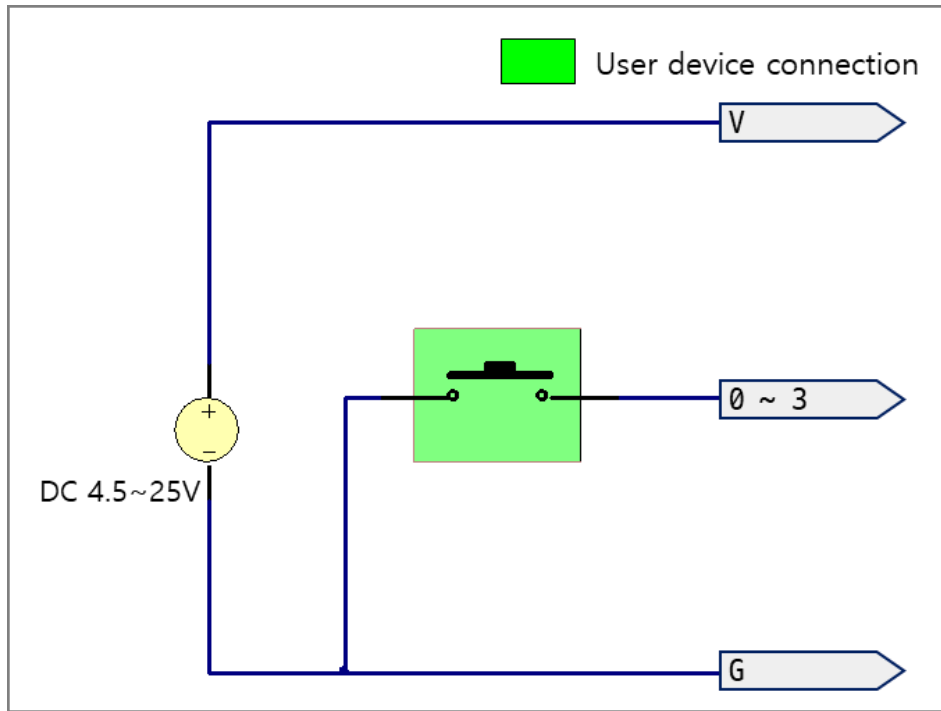 User device connection
V
+
0 ~ 3
−
DC 4.5~25V
G